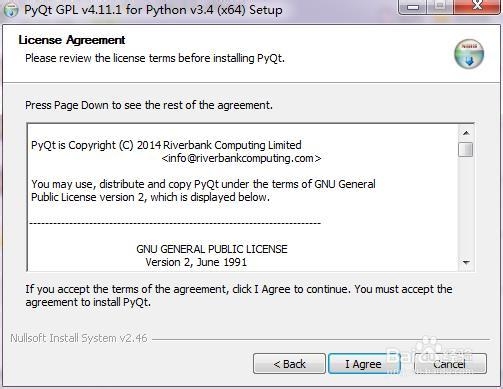 PyQt GPL v4.11.1 for Python v3.4 (x64) Setup
License Agreement
Please review the license terms before installing PyQt.
Press Page Down to see the rest of the agreement.
PyQt is Copyright (C) 2014 Riverbank Computing Limited
<info@riverbankcomputing.com>
You may use, distribute and copy PyQt under the terms of GNU General
Public License version 2, which is displayed below.
------------------------------------------------------------------------
GNU GENERAL PUBLIC LICENSE
Version 2, June 1991
If you accept the terms of the agreement, click I Agree to continue. You must accept the
agreement to install PyQt.
Nullsoft Install System v2.46
< Back
I Agree
Cancel